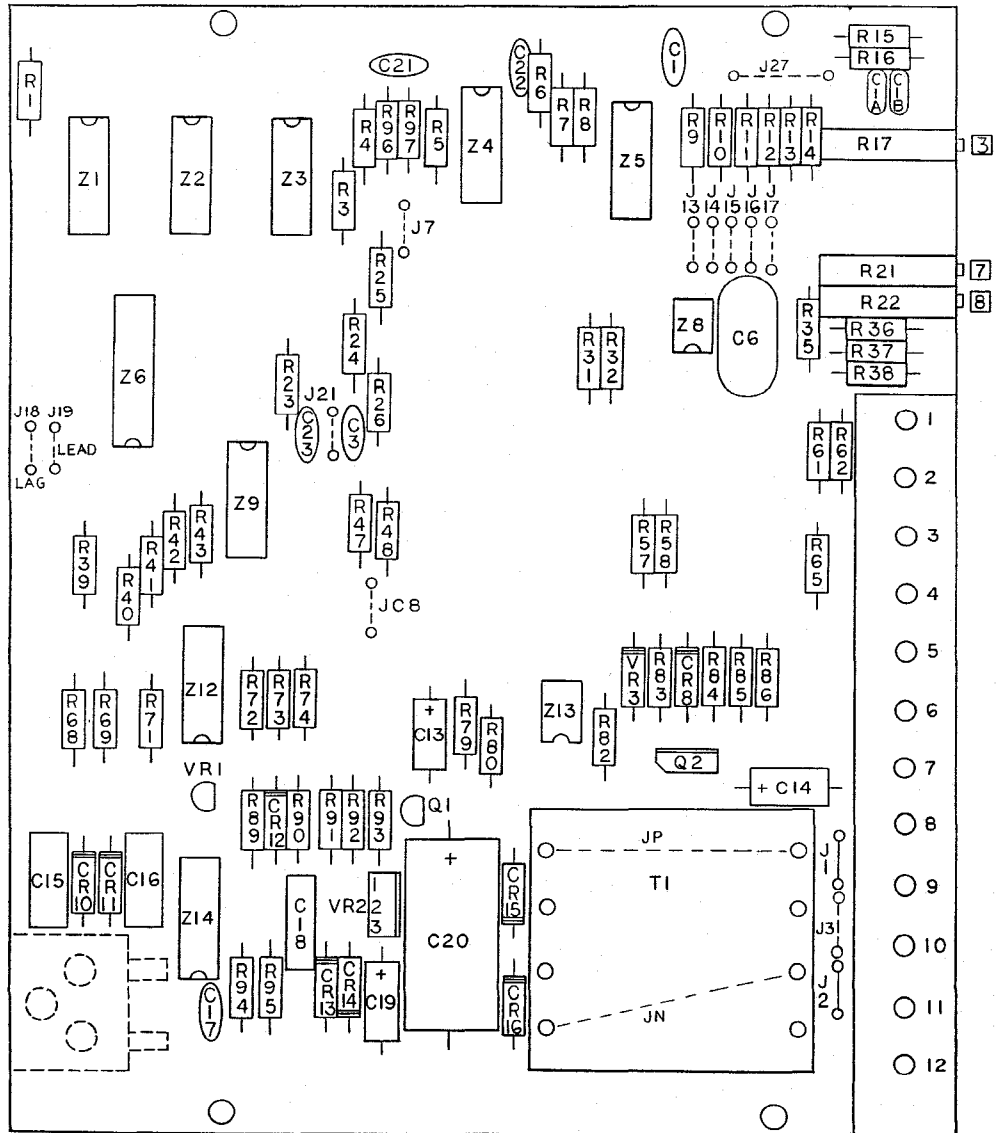 R1
C21
C22
R6
C1
J27
R15
R16
C1A
C1B
R4
R96
R97
R5
Z4
R7
R8
Z5
R9
R10
R11
R12
R13
R14
R17
3
Z1
Z2
Z3
R3
J7
J13
J14
J15
J16
J17
R25
R21
7
R22
8
Z6
R24
R23
J21
R26
C23
C3
R31
R32
Z8
C6
R35
R36
R37
R38
J18
J19
LEAD
LAG
Z9
R61
R62
1
2
3
4
5
6
7
8
9
10
11
12
R39
R40
R41
R42
R43
R47
R48
JC8
R57
R58
R65
Z12
R68
R69
R71
R72
R73
R74
+
C13
R79
R80
Z13
R82
VR3
R83
CR8
R84
R85
R86
Q2
VR1
R89
CR12
R90
R91
R92
R93
Q1
+ C14
C15
CR10
CR11
C16
Z14
C18
VR2
1
2
3
+
C20
CR15
JP
T1
JN
J1
J3
J2
C17
R94
R95
CR13
CR14
+
C19
CR16